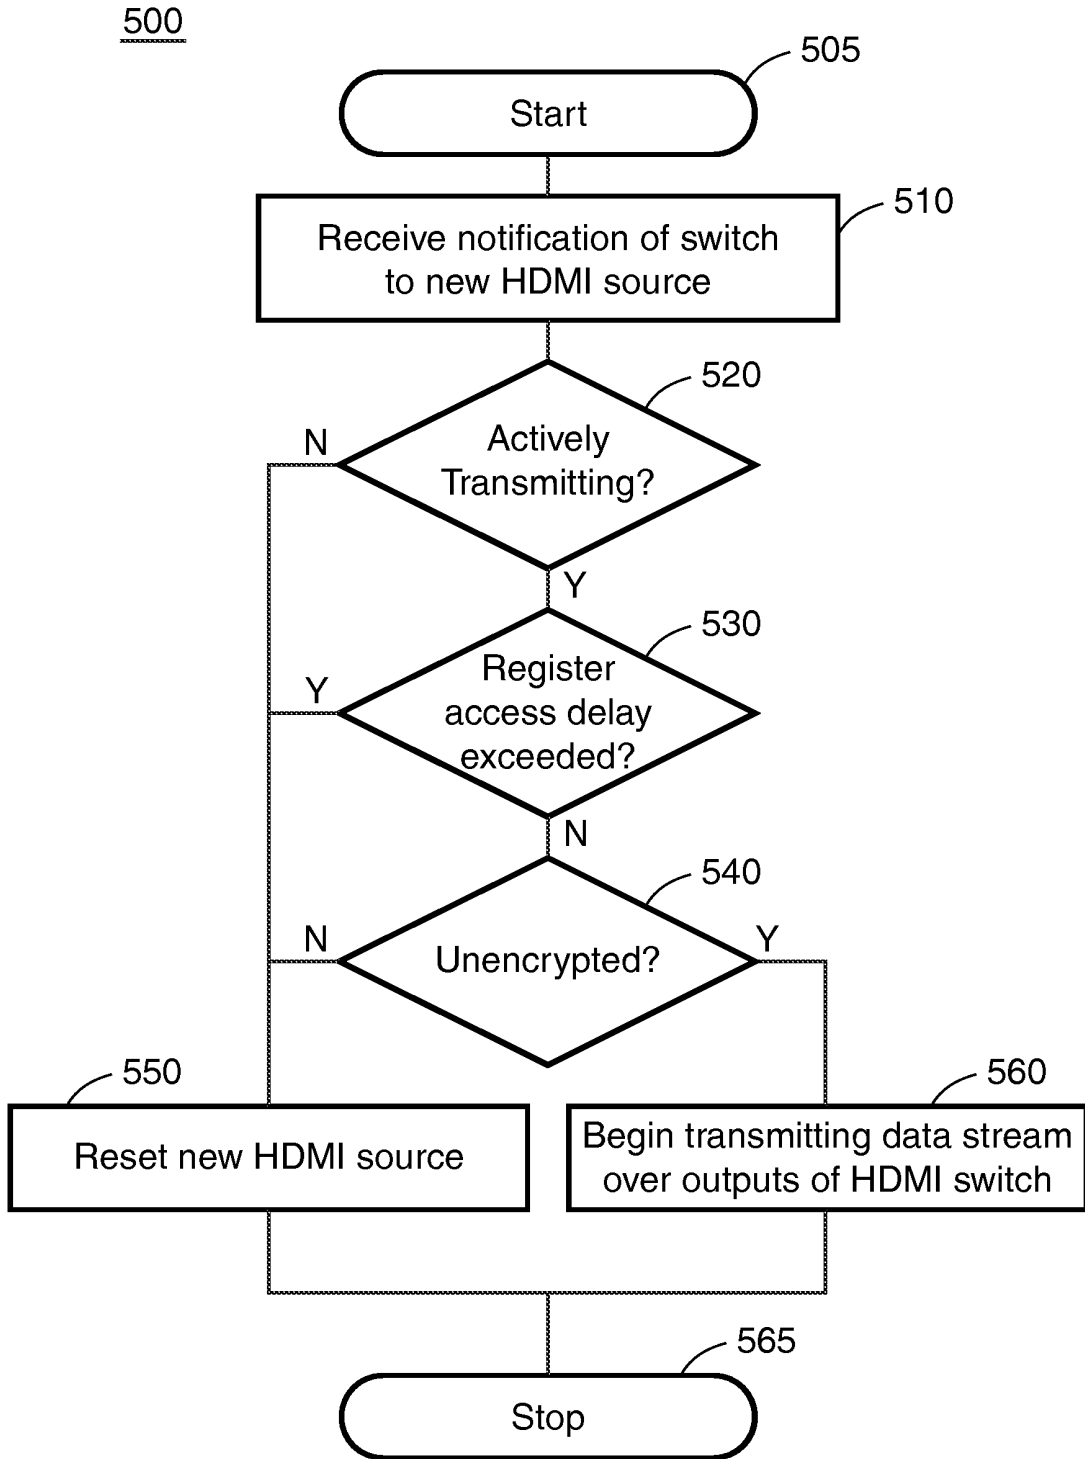 500
505
Start
510
Receive notification of switch
to new HDMI source
520
N
Actively
Transmitting?
Y
530
Y
Register
access delay
exceeded?
N
540
N
Unencrypted?
Y
550
Reset new HDMI source
560
Begin transmitting data stream
over outputs of HDMI switch
565
Stop